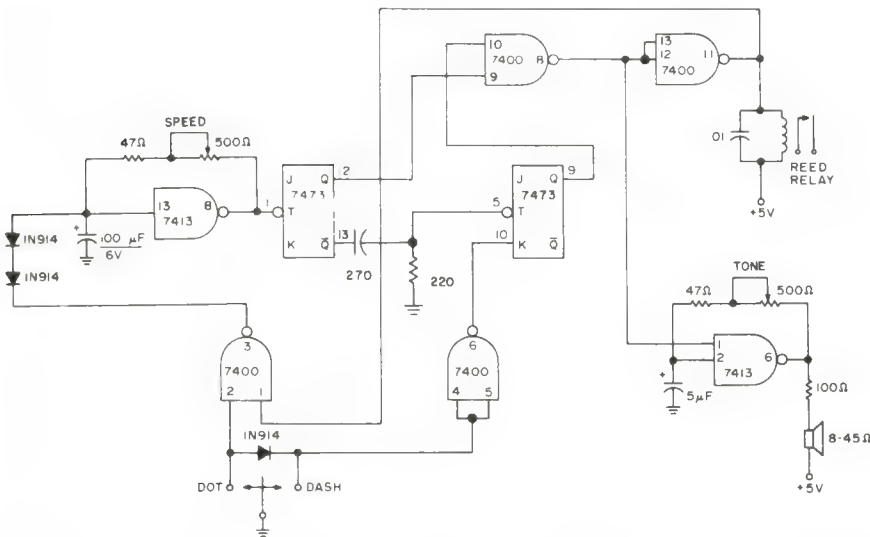 10
7400
9
8
13
12
7400
11
01
REED
RELAY
+5V
SPEED
47Ω
500Ω
13
7413
8
1
J Q
7473
T
K Q̅
12
13
270
220
5
10
J Q
7473
T
K Q̅
9
1N914
1N914
+
100 µF
6V
3
7400
2 1
6
7400
4 5
1N914
DOT
DASH
TONE
47Ω
500Ω
1
2
7413
6
+
5µF
100Ω
8-45Ω
+5V